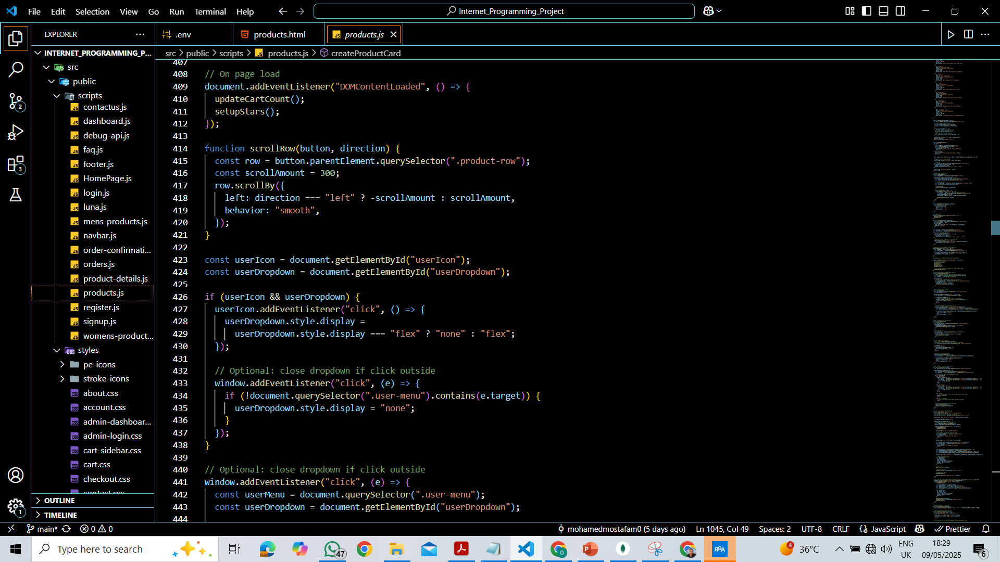 File Edit Selection View Go Run Terminal Help
Internet_Programming_Project
EXPLORER
.env
products.html
products.js
INTERNET_PROGRAMMING_P...
src > public > scripts > products.js > createProductCard
src
public
scripts
contactus.js
dashboard.js
debug-api.js
faq.js
footer.js
HomePage.js
login.js
luna.js
mens-products.js
navbar.js
order-confirmati...
orders.js
product-details.js
products.js
register.js
signup.js
womens-product...
styles
pe-icons
stroke-icons
about.css
account.css
admin-dashboar...
admin-login.css
cart-sidebar.css
cart.css
checkout.css
contact.css
OUTLINE
TIMELINE
2
3
1
407
408 // On page load
409 document.addEventListener("DOMContentLoaded", () => {
410 updateCartCount();
411 setupStars();
412 });
413
414 function scrollRow(button, direction) {
415 const row = button.parentElement.querySelector(".product-row");
416 const scrollAmount = 300;
417 row.scrollBy({
418 left: direction === "left" ? -scrollAmount : scrollAmount,
419 behavior: "smooth",
420 });
421 }
422
423 const userIcon = document.getElementById("userIcon");
424 const userDropdown = document.getElementById("userDropdown");
425
426 if (userIcon && userDropdown) {
427 userIcon.addEventListener("click", () => {
428 userDropdown.style.display =
429 userDropdown.style.display === "flex" ? "none" : "flex";
430 });
431
432 // Optional: close dropdown if click outside
433 window.addEventListener("click", (e) => {
434 if (!document.querySelector(".user-menu").contains(e.target)) {
435 userDropdown.style.display = "none";
436 }
437 });
438 }
439
440 // Optional: close dropdown if click outside
441 window.addEventListener("click", (e) => {
442 const userMenu = document.querySelector(".user-menu");
443 const userDropdown = document.getElementById("userDropdown");
444
main* 0 0 mohamedmostafam0 (5 days ago) Ln 1045, Col 49 Spaces: 2 UTF-8 CRLF JavaScript Prettier
Type here to search
47
4
36°C
ENG
UK
18:29
09/05/2025
6